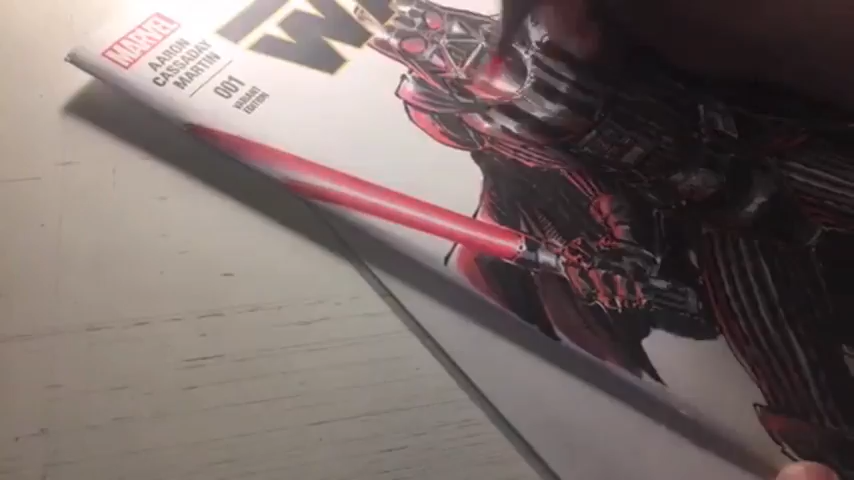 MARVEL
AARON
CASSADAY
MARTIN
001
VARIANT
EDITION